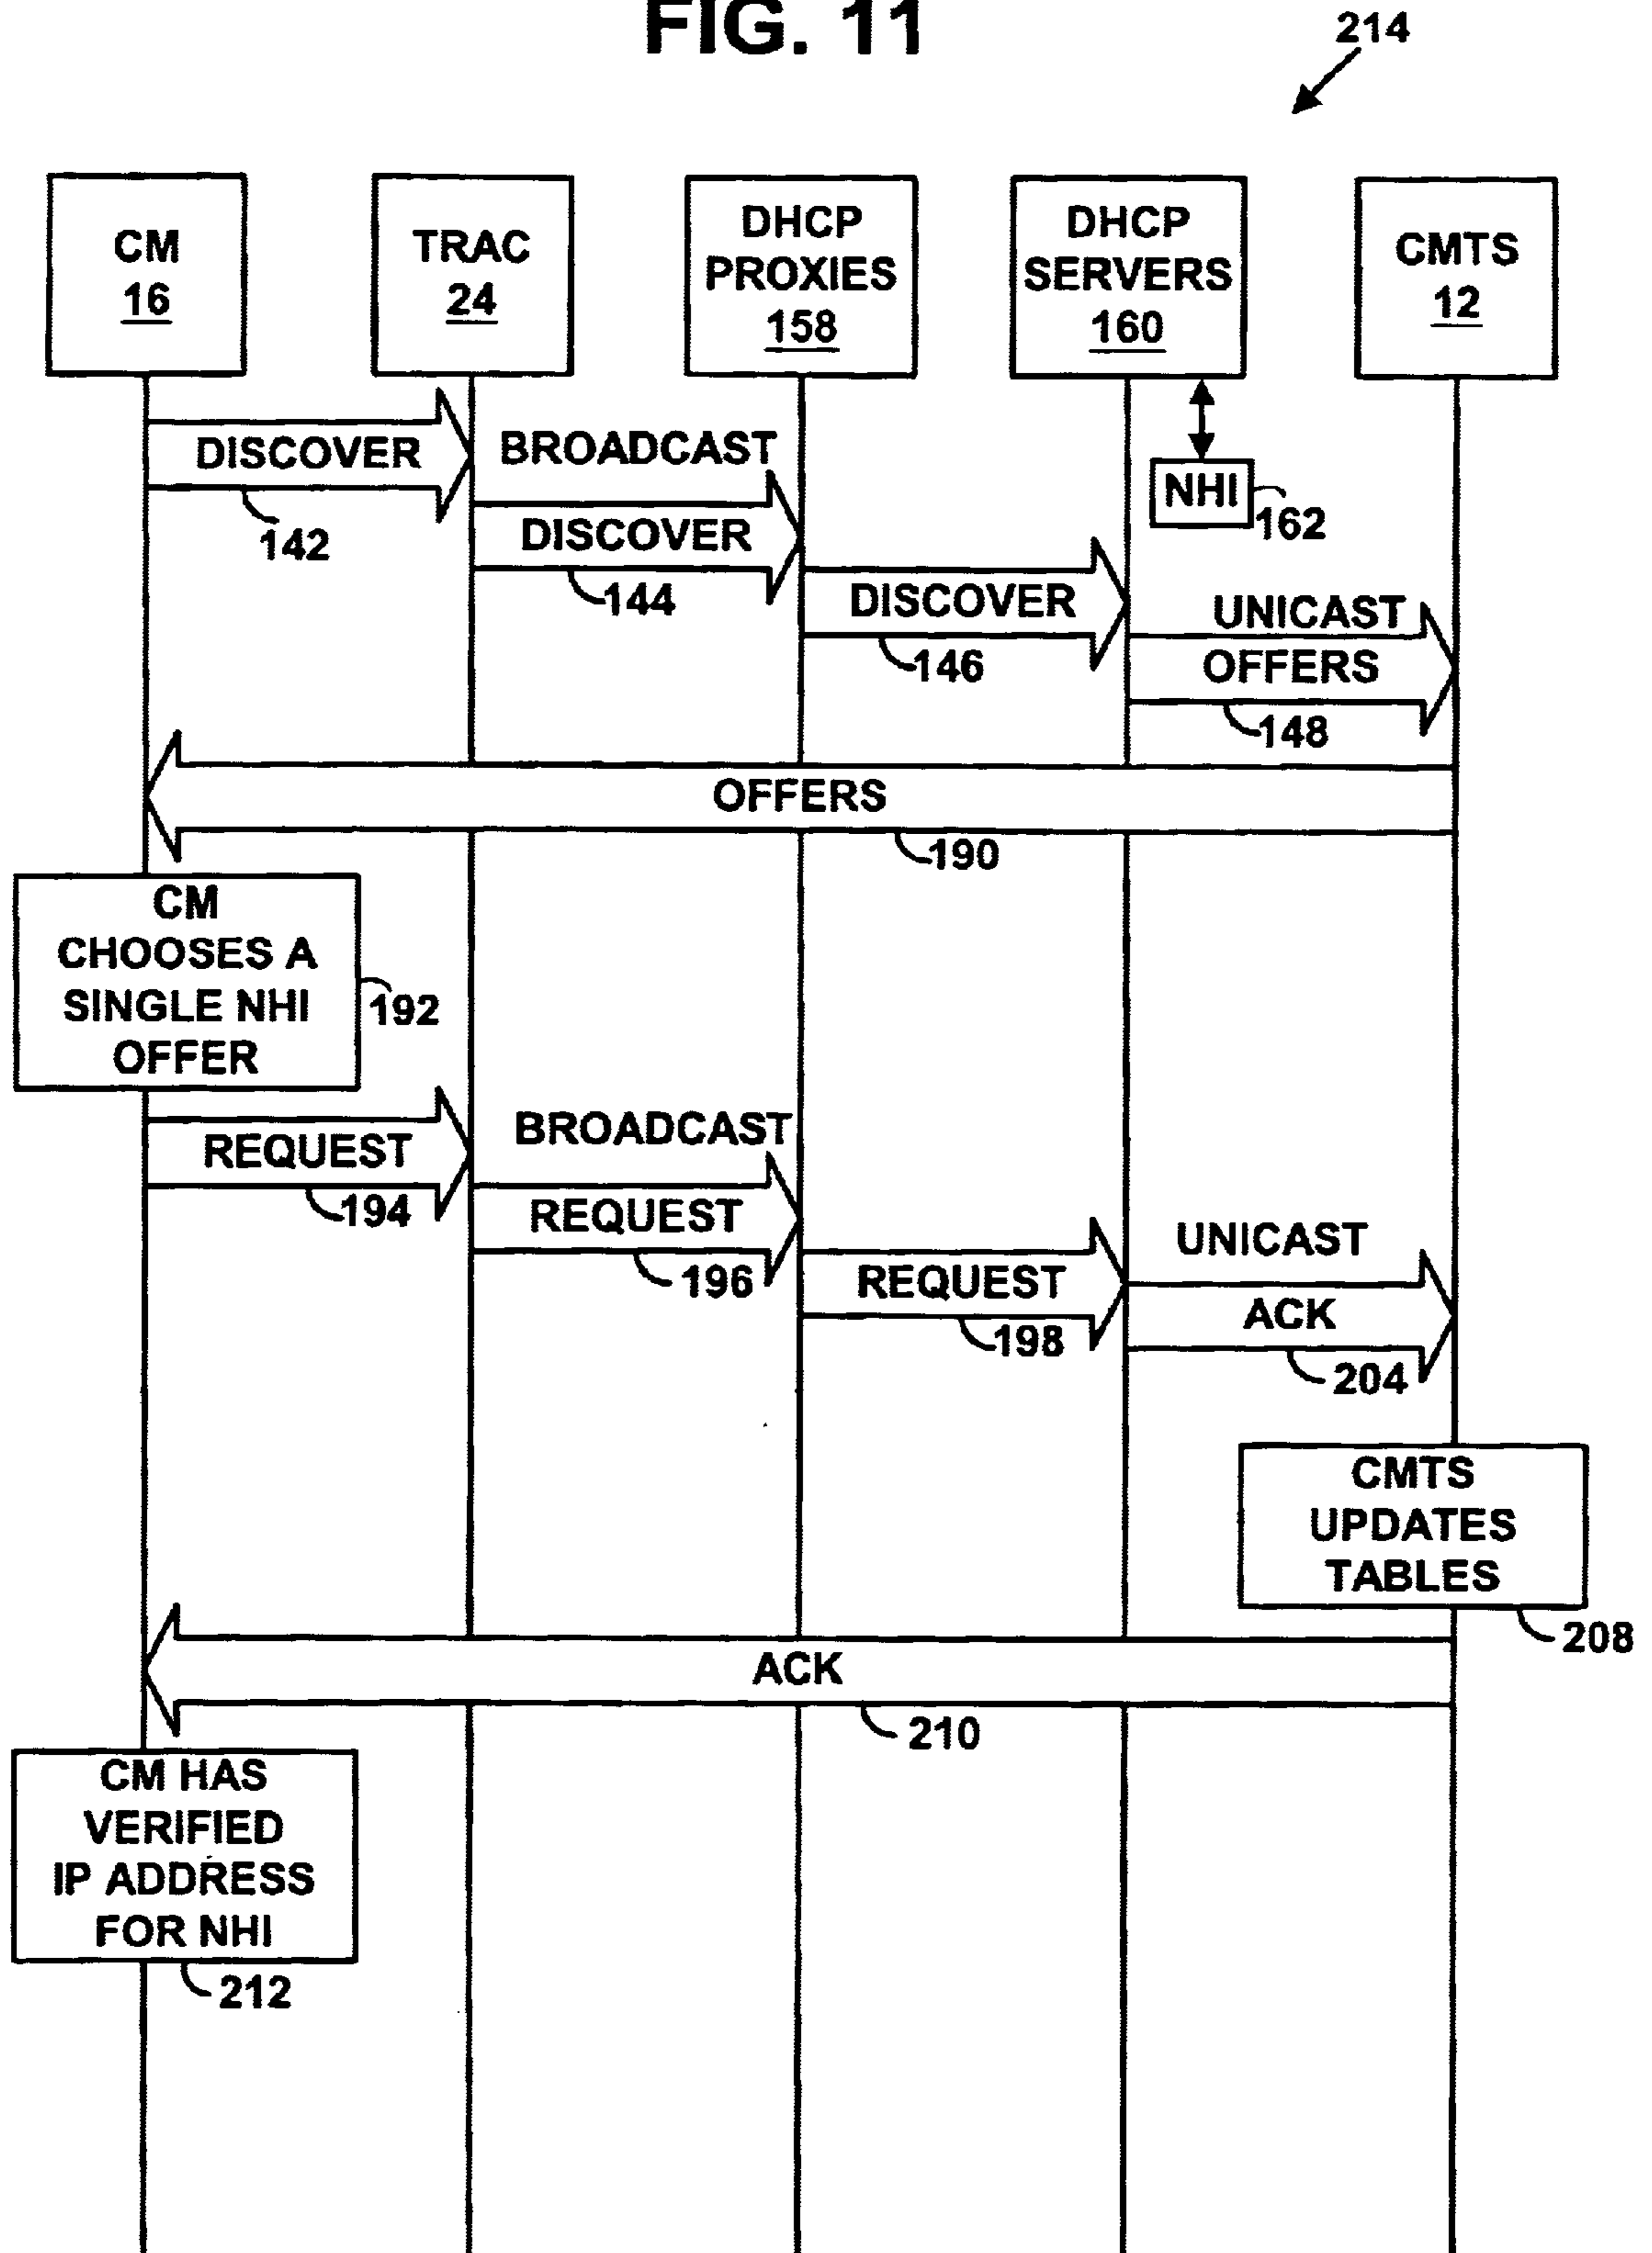 FIG. 11
214
CM
16
TRAC
24
DHCP
PROXIES
158
DHCP
SERVERS
160
CMTS
12
DISCOVER
142
BROADCAST
DISCOVER
144
NHI
162
DISCOVER
146
UNICAST
OFFERS
148
OFFERS
190
CM
CHOOSES A
SINGLE NHI
OFFER
192
REQUEST
194
BROADCAST
REQUEST
196
REQUEST
198
UNICAST
ACK
204
CMTS
UPDATES
TABLES
208
ACK
210
CM HAS
VERIFIED
IP ADDRESS
FOR NHI
212